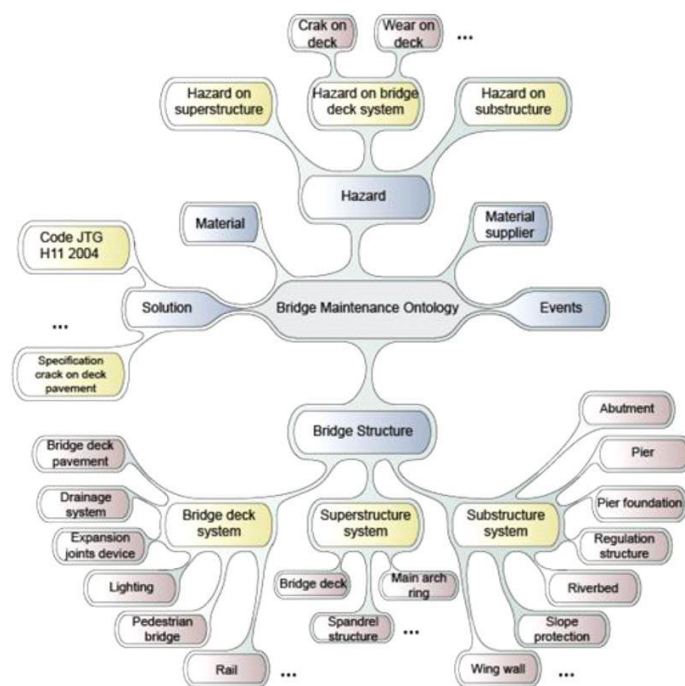 Crak on
deck
Wear on
deck
...
Hazard on
superstructure
Hazard on bridge
deck system
Hazard on
substructure
Hazard
Material
Material
supplier
Code JTG
H11 2004
Solution
Bridge Maintenance Ontology
Events
...
Specification
crack on deck
pavement
Bridge Structure
Abutment
Bridge deck
pavement
Pier
Drainage
system
Bridge deck
system
Superstructure
system
Substructure
system
Pier foundation
Expansion
joints device
Regulation
structure
Lighting
Bridge deck
Main arch
ring
Riverbed
Pedestrian
bridge
Spandrel
structure
...
Slope
protection
Rail
...
Wing wall
...